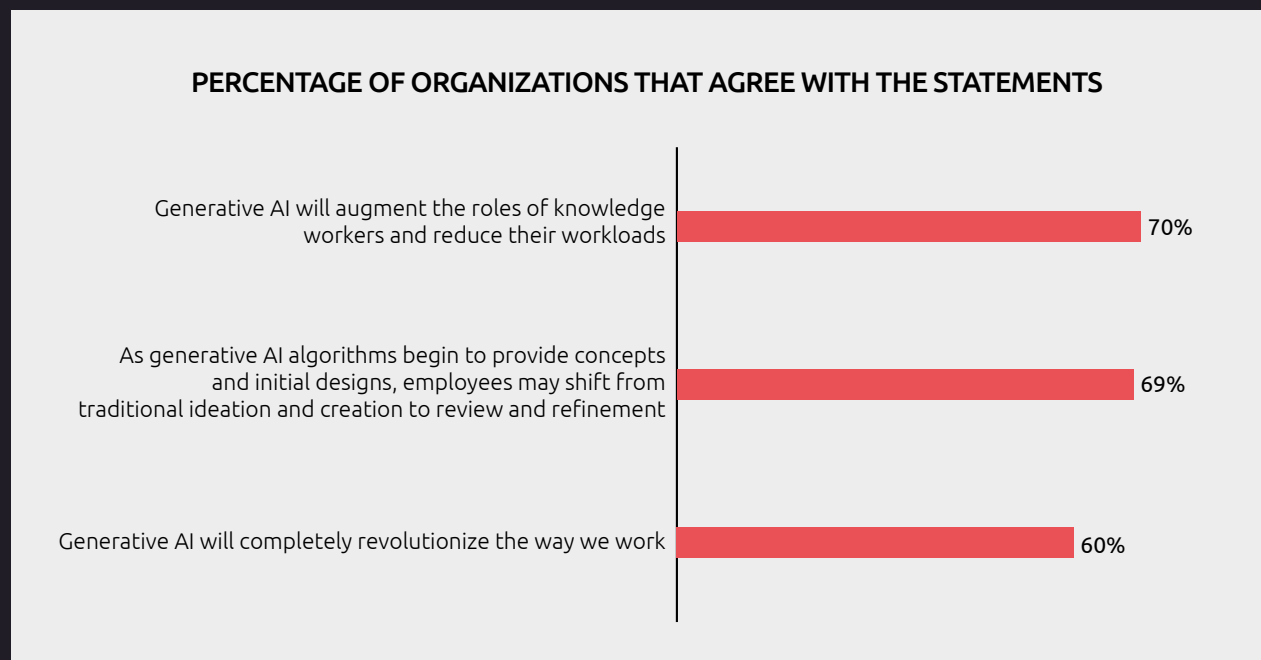 PERCENTAGE OF ORGANIZATIONS THAT AGREE WITH THE STATEMENTS
Generative AI will augment the roles of knowledge
workers and reduce their workloads
70%
As generative AI algorithms begin to provide concepts
and initial designs, employees may shift from
traditional ideation and creation to review and refinement
69%
Generative AI will completely revolutionize the way we work
60%